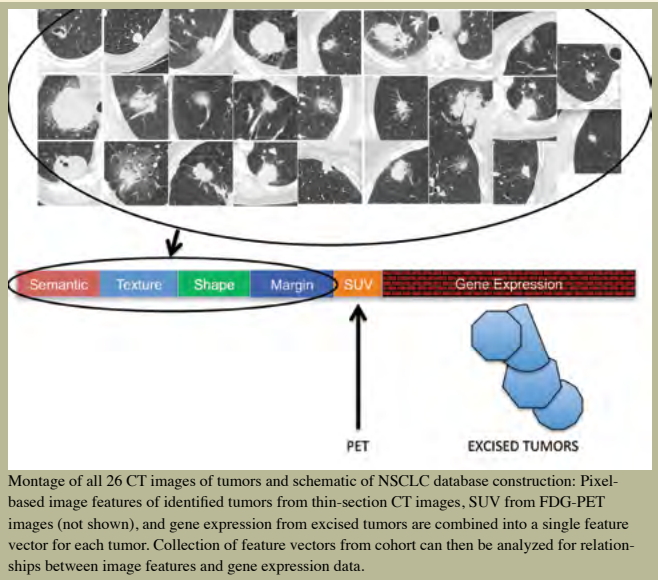 Semantic Texture Shape Margin SUV Gene Expression
PET EXCISED TUMORS
Montage of all 26 CT images of tumors and schematic of NSCLC database construction: Pixel-
based image features of identified tumors from thin-section CT images, SUV from FDG-PET
images (not shown), and gene expression from excised tumors are combined into a single feature
vector for each tumor. Collection of feature vectors from cohort can then be analyzed for relation-
ships between image features and gene expression data.